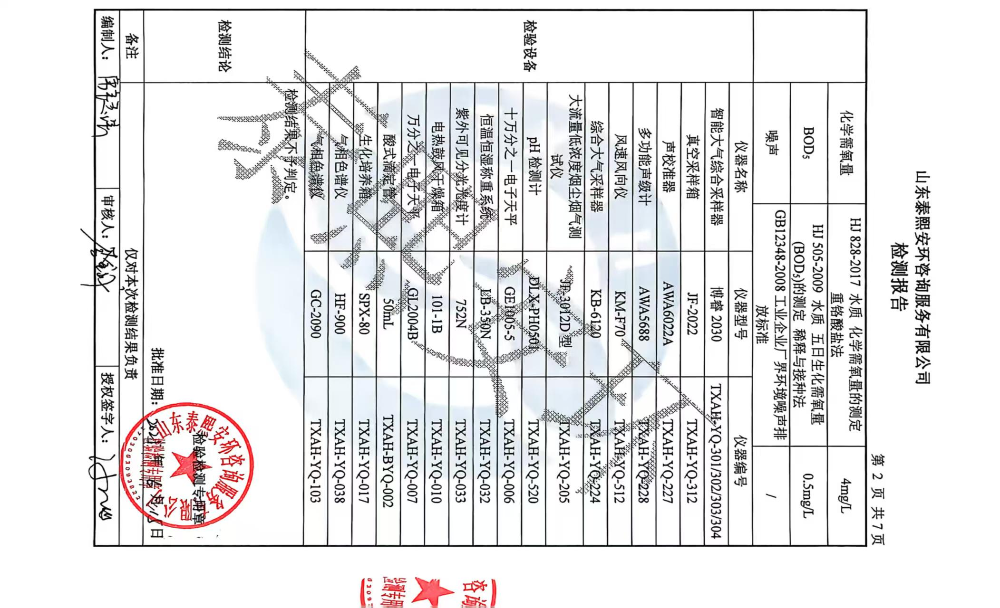 山东泰熙安环咨询服务有限公司
检测报告
第 2 页 共 7 页
化学需氧量 HJ 828-2017 水质 化学需氧量的测定 重铬酸盐法 4mg/L
BOD₅ HJ 505-2009 水质 五日生化需氧量(BOD₅)的测定 稀释与接种法 0.5mg/L
噪声 GB12348-2008 工业企业厂界环境噪声排放标准 /
检验设备
仪器名称 仪器型号 仪器编号
智能大气综合采样器 博睿 2030 TXAH-YQ-301/302/303/304
真空采样箱 JF-2022 TXAH-YQ-312
声校准器 AWA6022A TXAH-YQ-227
多功能声级计 AWA5688 TXAH-YQ-228
风速风向仪 KM-F70 TXAH-YQ-512
综合大气采样器 KB-6120 TXAH-YQ-224
大流量低浓度烟尘烟气测试仪 JF-3012D 型 TXAH-YQ-205
pH 检测计 DLX-PH0501 TXAH-YQ-520
十万分之一电子天平 GE1005-5 TXAH-YQ-006
恒温恒湿称重系统 LB-350N TXAH-YQ-032
紫外可见分光光度计 752N TXAH-YQ-033
电热鼓风干燥箱 101-1B TXAH-YQ-010
万分之一电子天平 GL2004B TXAH-YQ-007
酸式滴定管 50mL TXAH-BYQ-002
生化培养箱 SPX-80 TXAH-YQ-017
气相色谱仪 HF-900 TXAH-YQ-038
气相色谱仪 GC-2090 TXAH-YQ-103
检测结论
检测结果不予判定。
检验检测专用章
山东泰熙安环咨询服务有限公司
批准日期：
日
备注 仅对本次检测结果负责
编制人： 审核人： 授权签字人：
咨询